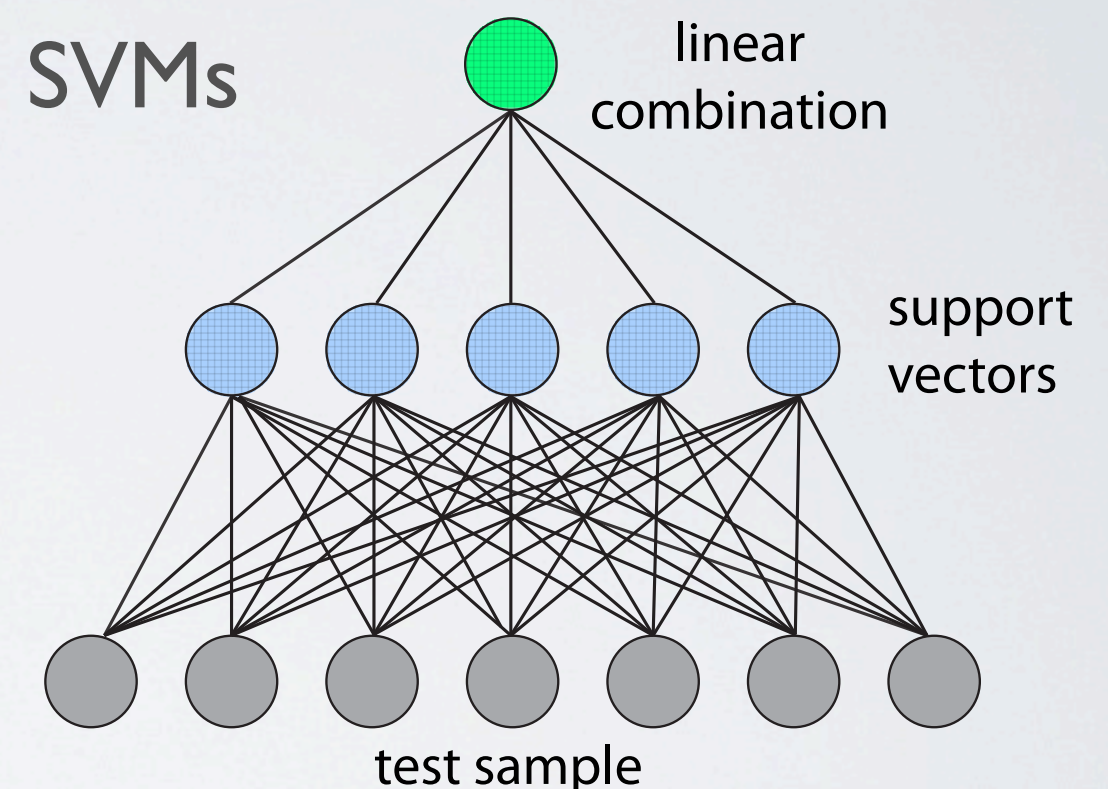 SVMs
linear
combination
support
vectors
test sample